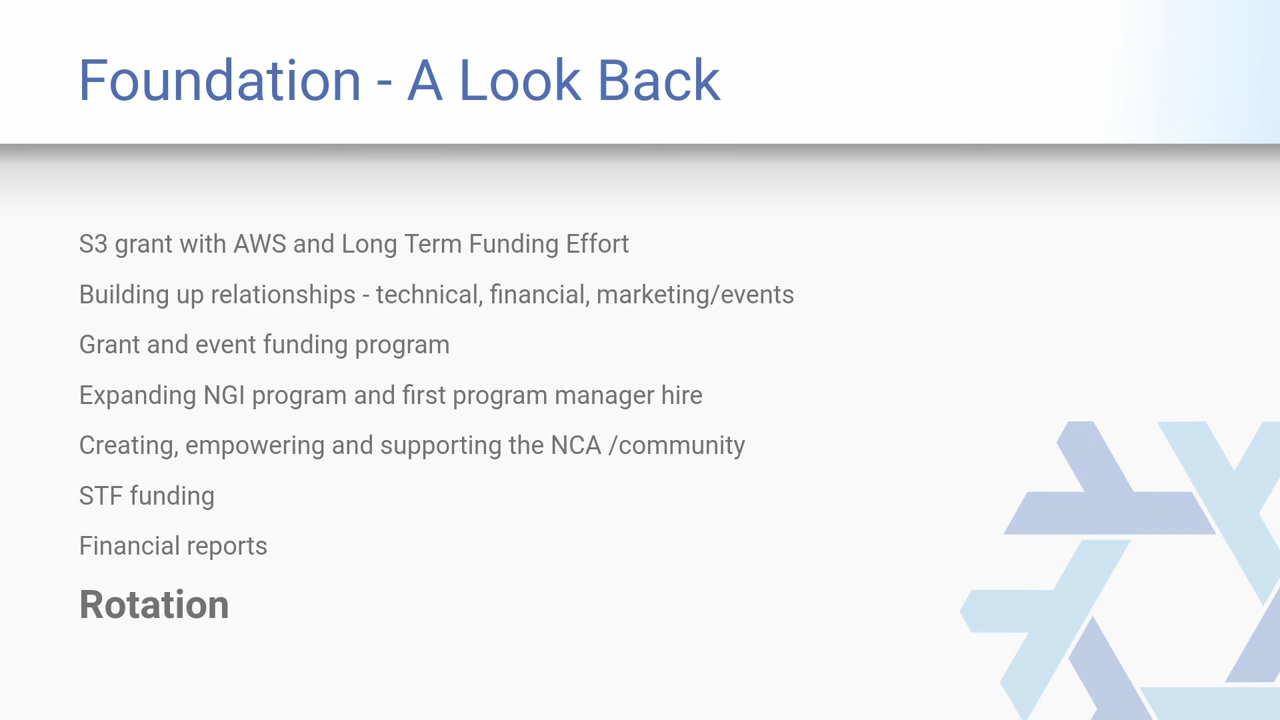 Foundation - A Look Back
S3 grant with AWS and Long Term Funding Effort
Building up relationships - technical, financial, marketing/events
Grant and event funding program
Expanding NGI program and first program manager hire
Creating, empowering and supporting the NCA /community
STF funding
Financial reports
Rotation